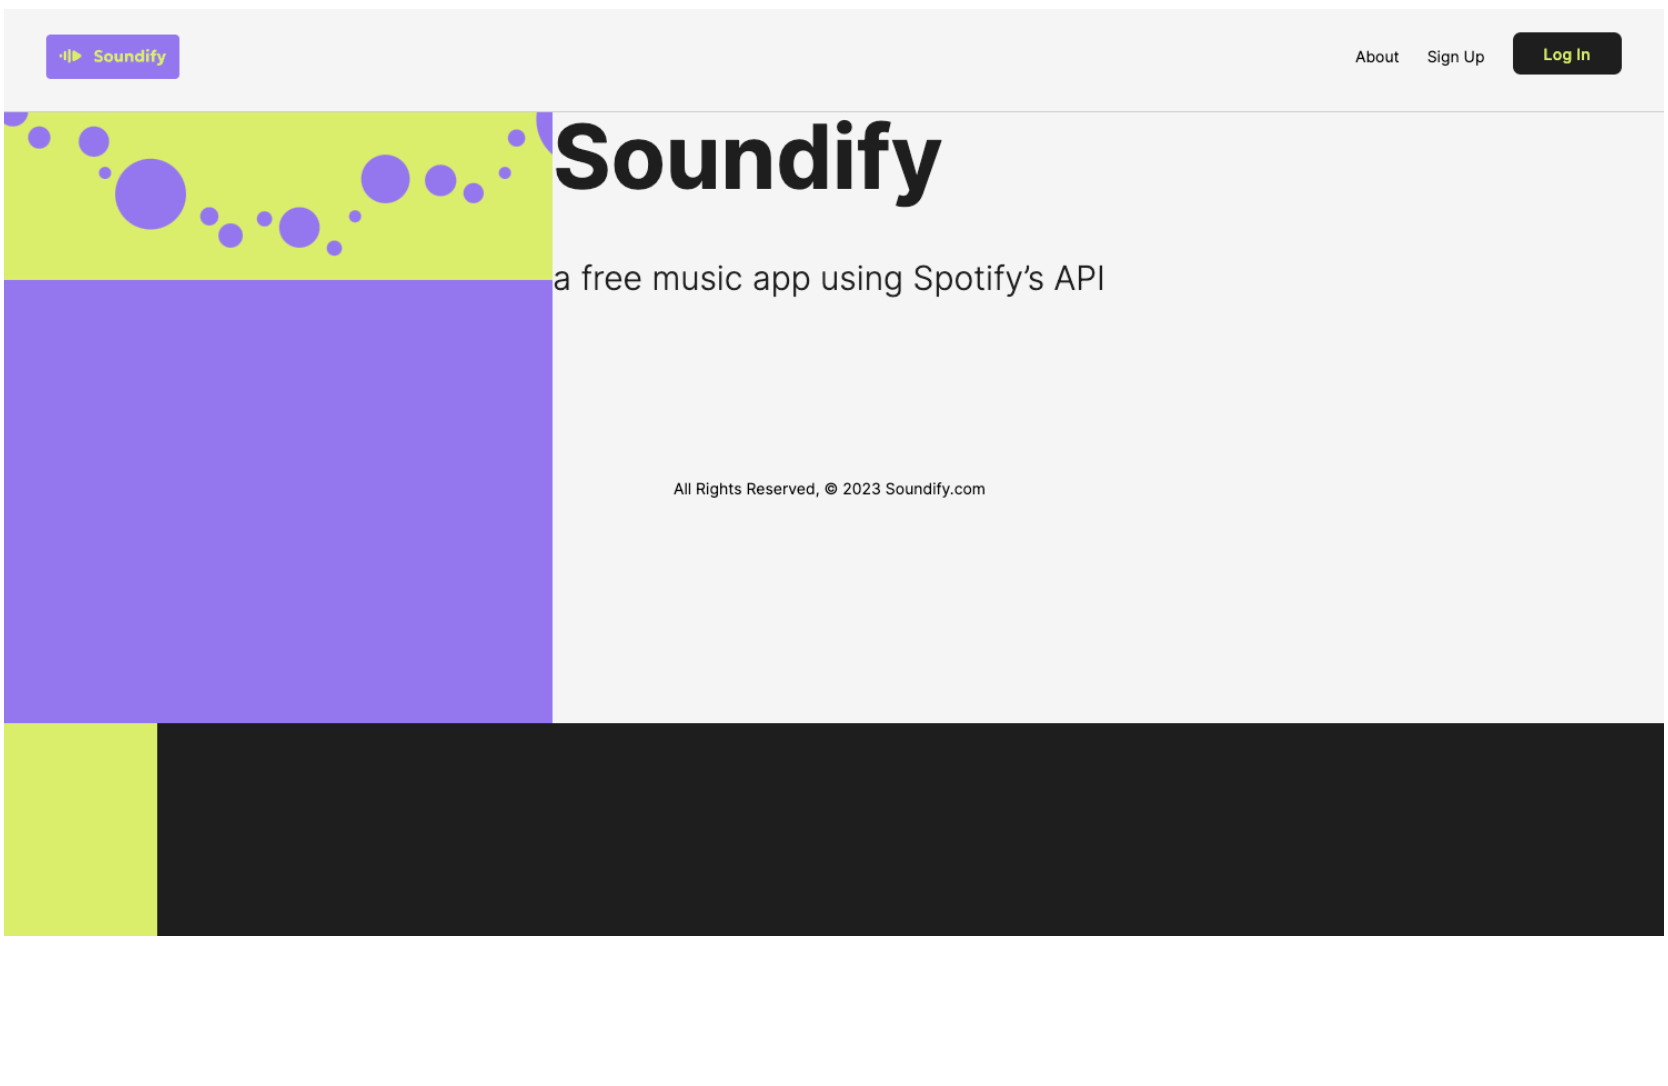 Soundify
About
Sign Up
Log In
Soundify
a free music app using Spotify’s API
All Rights Reserved, © 2023 Soundify.com